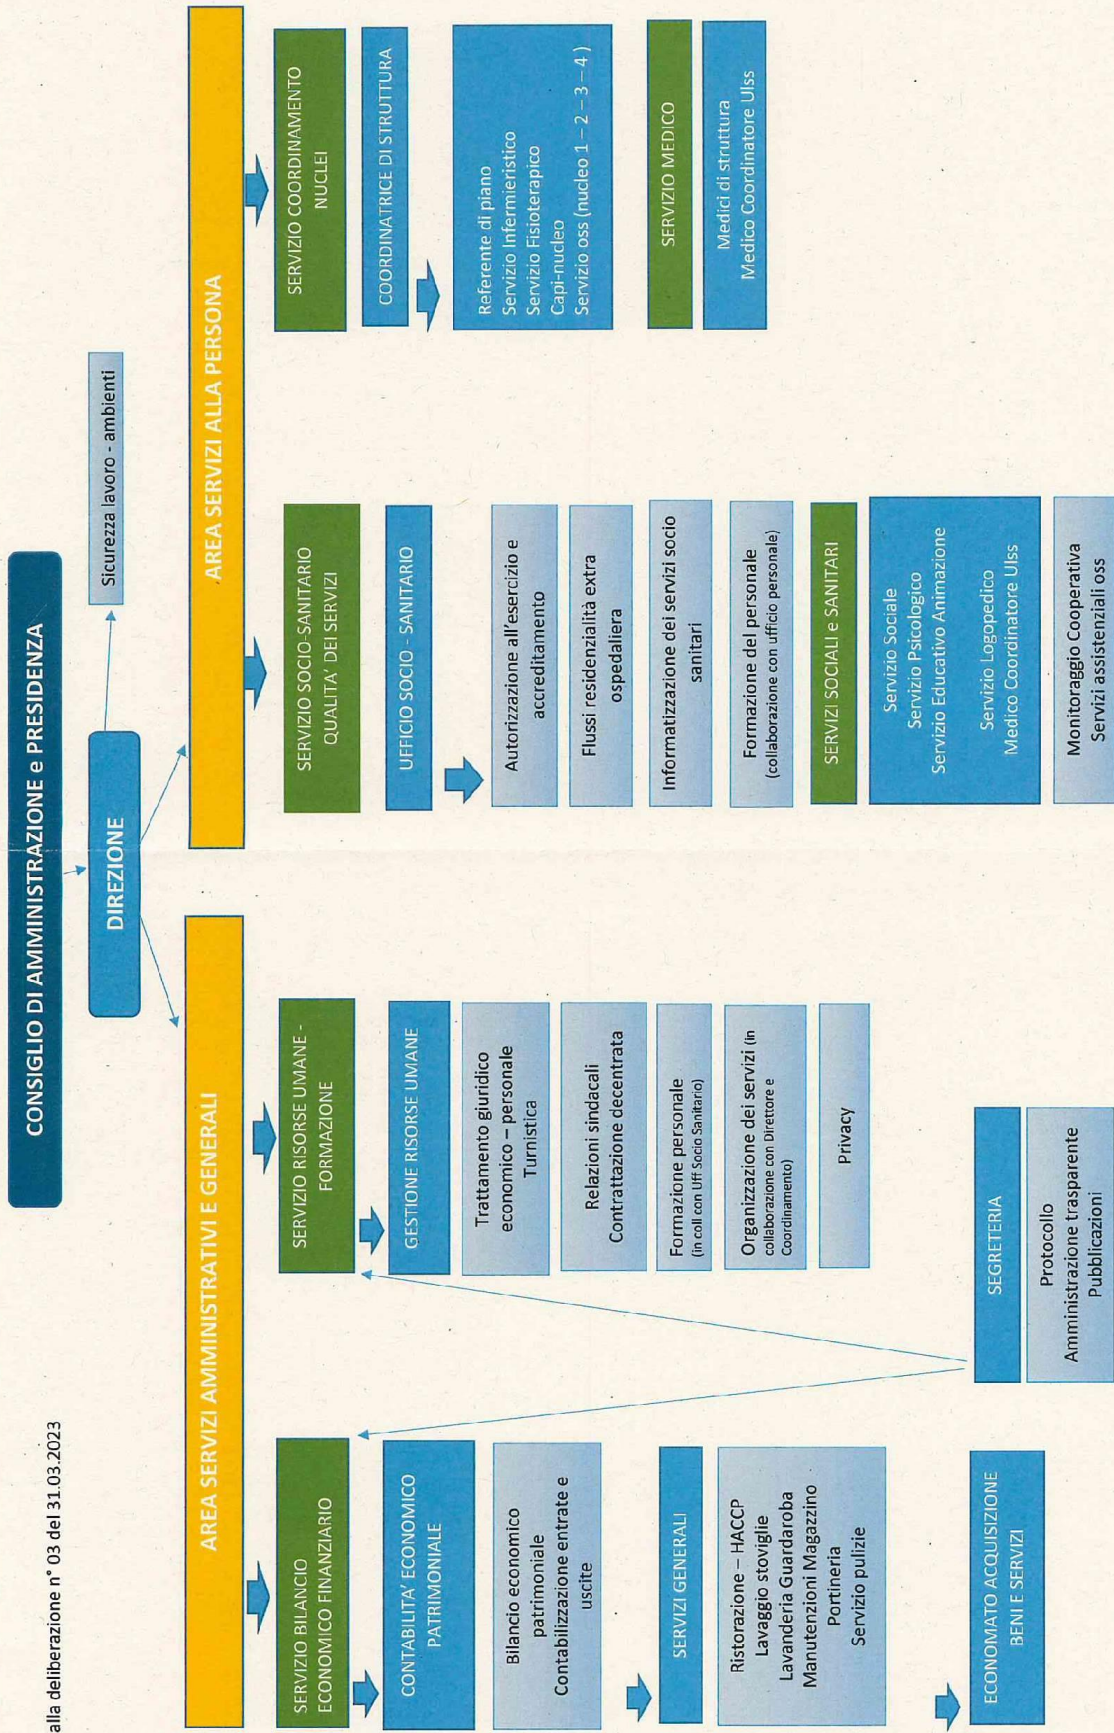 alla deliberazione n° 03 del 31.03.2023
CONSIGLIO DI AMMINISTRAZIONE e PRESIDENZA
DIREZIONE
Sicurezza lavoro - ambienti
AREA SERVIZI AMMINISTRATIVI E GENERALI
SERVIZIO BILANCIO
ECONOMICO FINANZIARIO
CONTABILITA' ECONOMICO
PATRIMONIALE
Bilancio economico
patrimoniale
Contabilizzazione entrate e
uscite
SERVIZI GENERALI
Ristorazione – HACCP
Lavaggio stoviglie
Lavanderia Guardaroba
Manutenzioni Magazzino
Portineria
Servizio pulizie
ECONOMATO ACQUISIZIONE
BENI E SERVIZI
SERVIZIO RISORSE UMANE -
FORMAZIONE
GESTIONE RISORSE UMANE
Trattamento giuridico
economico – personale
Turnistica
Relazioni sindacali
Contrattazione decentrata
Formazione personale
(in coll con Uff Socio Sanitario)
Organizzazione dei servizi (in
collaborazione con Direttore e
Coordinamento)
Privacy
SEGRETERIA
Protocollo
Amministrazione trasparente
Pubblicazioni
AREA SERVIZI ALLA PERSONA
SERVIZIO SOCIO-SANITARIO
QUALITA' DEI SERVIZI
UFFICIO SOCIO - SANITARIO
Autorizzazione all'esercizio e
accreditamento
Flussi residenzialità extra
ospedaliera
Informatizzazione dei servizi socio
sanitari
Formazione del personale
(collaborazione con ufficio personale)
SERVIZI SOCIALI e SANITARI
Servizio Sociale
Servizio Psicologico
Servizio Educativo Animazione
Servizio Logopedico
Medico Coordinatore Ulss
Monitoraggio Cooperativa
Servizi assistenziali oss
SERVIZIO COORDINAMENTO
NUCLEI
COORDINATRICE DI STRUTTURA
Referente di piano
Servizio Infermieristico
Servizio Fisioterapico
Capi-nucleo
Servizio oss (nucleo 1 – 2 – 3 – 4 )
SERVIZIO MEDICO
Medici di struttura
Medico Coordinatore Ulss